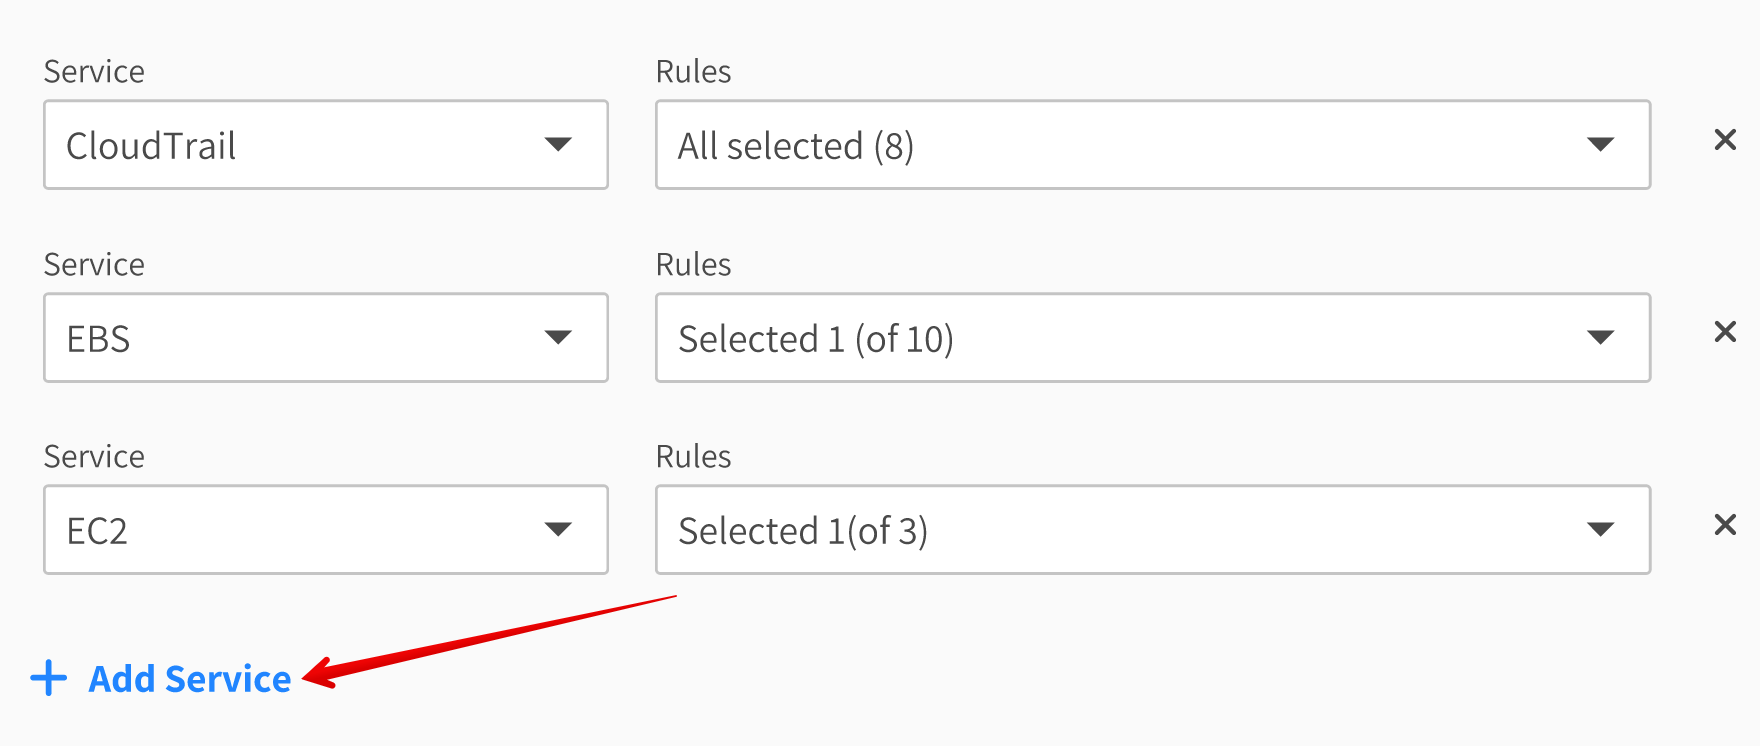 Service Rules
CloudTrail All selected (8)
Service Rules
EBS Selected 1 (of 10)
Service Rules
EC2 Selected 1(of 3)
Add Service